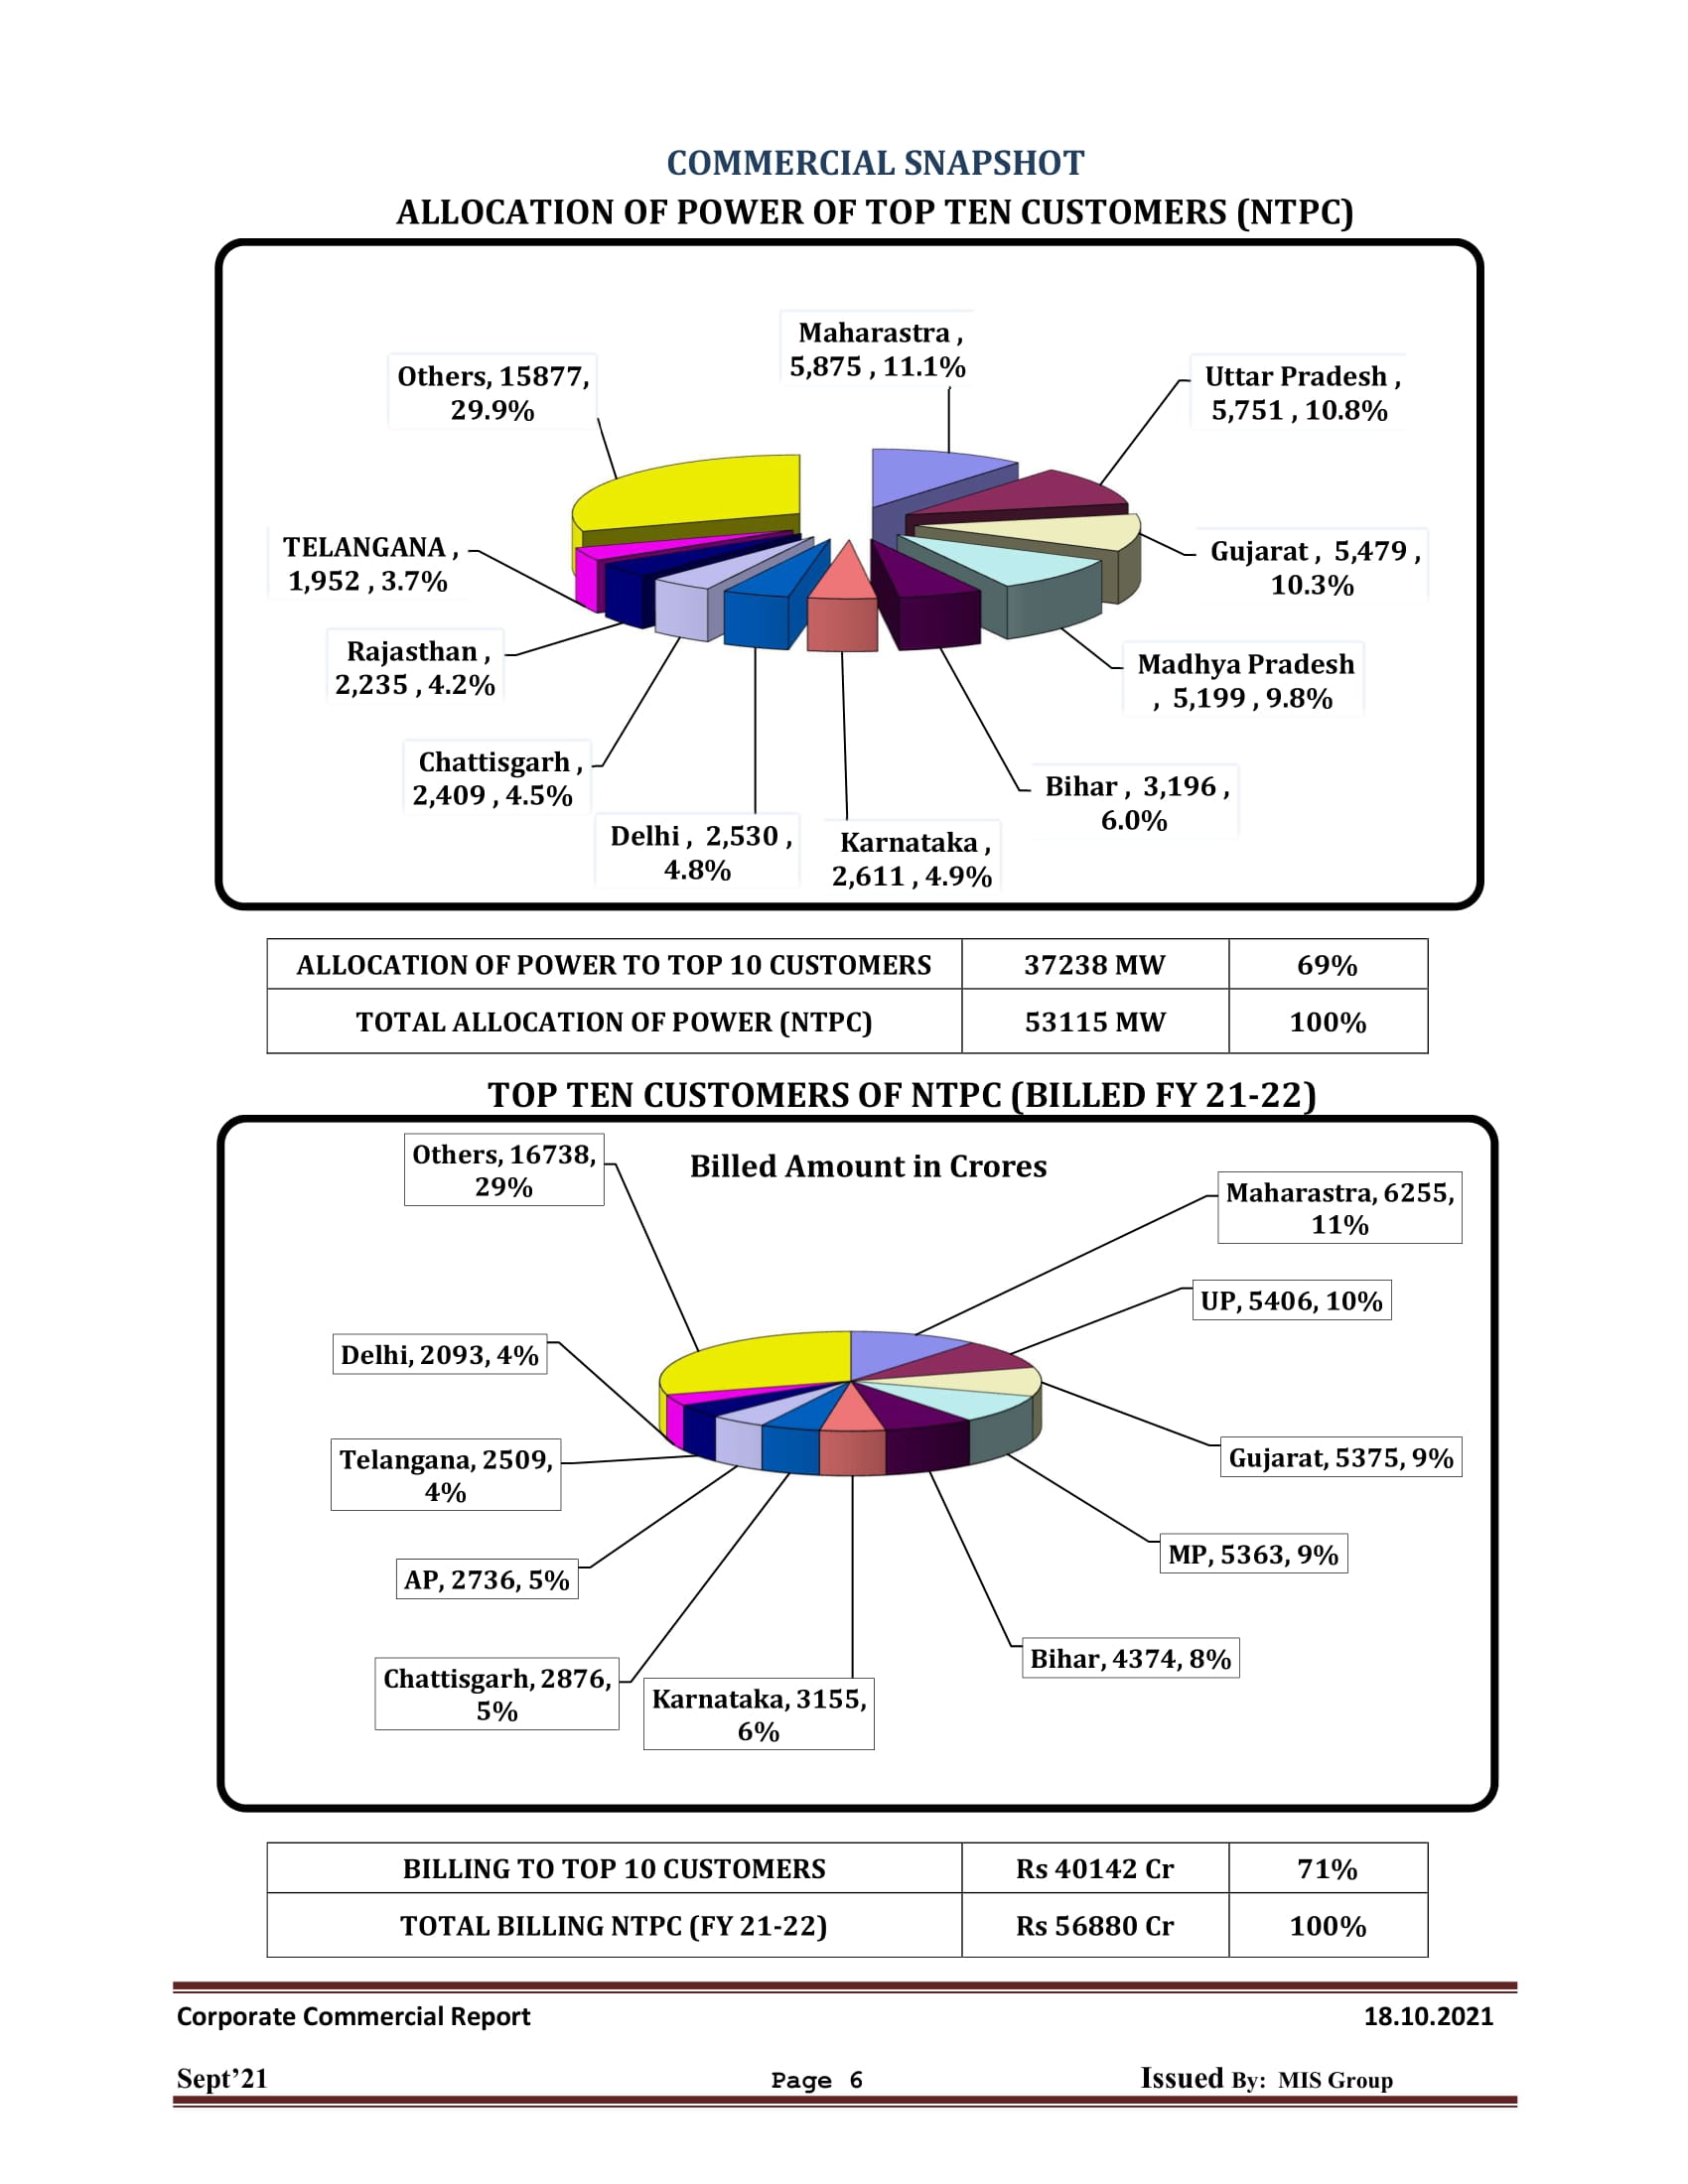 COMMERCIAL SNAPSHOT
ALLOCATION OF POWER OF TOP TEN CUSTOMERS (NTPC)
Maharastra ,
5,875 , 11.1%
Others, 15877,
29.9%
Uttar Pradesh ,
5,751 , 10.8%
TELANGANA ,
1,952 , 3.7%
Gujarat ,  5,479 ,
10.3%
Rajasthan ,
2,235 , 4.2%
Madhya Pradesh
,  5,199 , 9.8%
Chattisgarh ,
2,409 , 4.5%
Bihar ,  3,196 ,
6.0%
Delhi ,  2,530 ,
4.8%
Karnataka ,
2,611 , 4.9%
ALLOCATION OF POWER TO TOP 10 CUSTOMERS 37238 MW 69%
TOTAL ALLOCATION OF POWER (NTPC) 53115 MW 100%
TOP TEN CUSTOMERS OF NTPC (BILLED FY 21-22)
Billed Amount in Crores
Others, 16738,
29%
Maharastra, 6255,
11%
UP, 5406, 10%
Delhi, 2093, 4%
Gujarat, 5375, 9%
Telangana, 2509,
4%
MP, 5363, 9%
AP, 2736, 5%
Bihar, 4374, 8%
Chattisgarh, 2876,
5%
Karnataka, 3155,
6%
BILLING TO TOP 10 CUSTOMERS Rs 40142 Cr 71%
TOTAL BILLING NTPC (FY 21-22) Rs 56880 Cr 100%
Corporate Commercial Report 18.10.2021
Sept’21 Page 6 Issued By: MIS Group